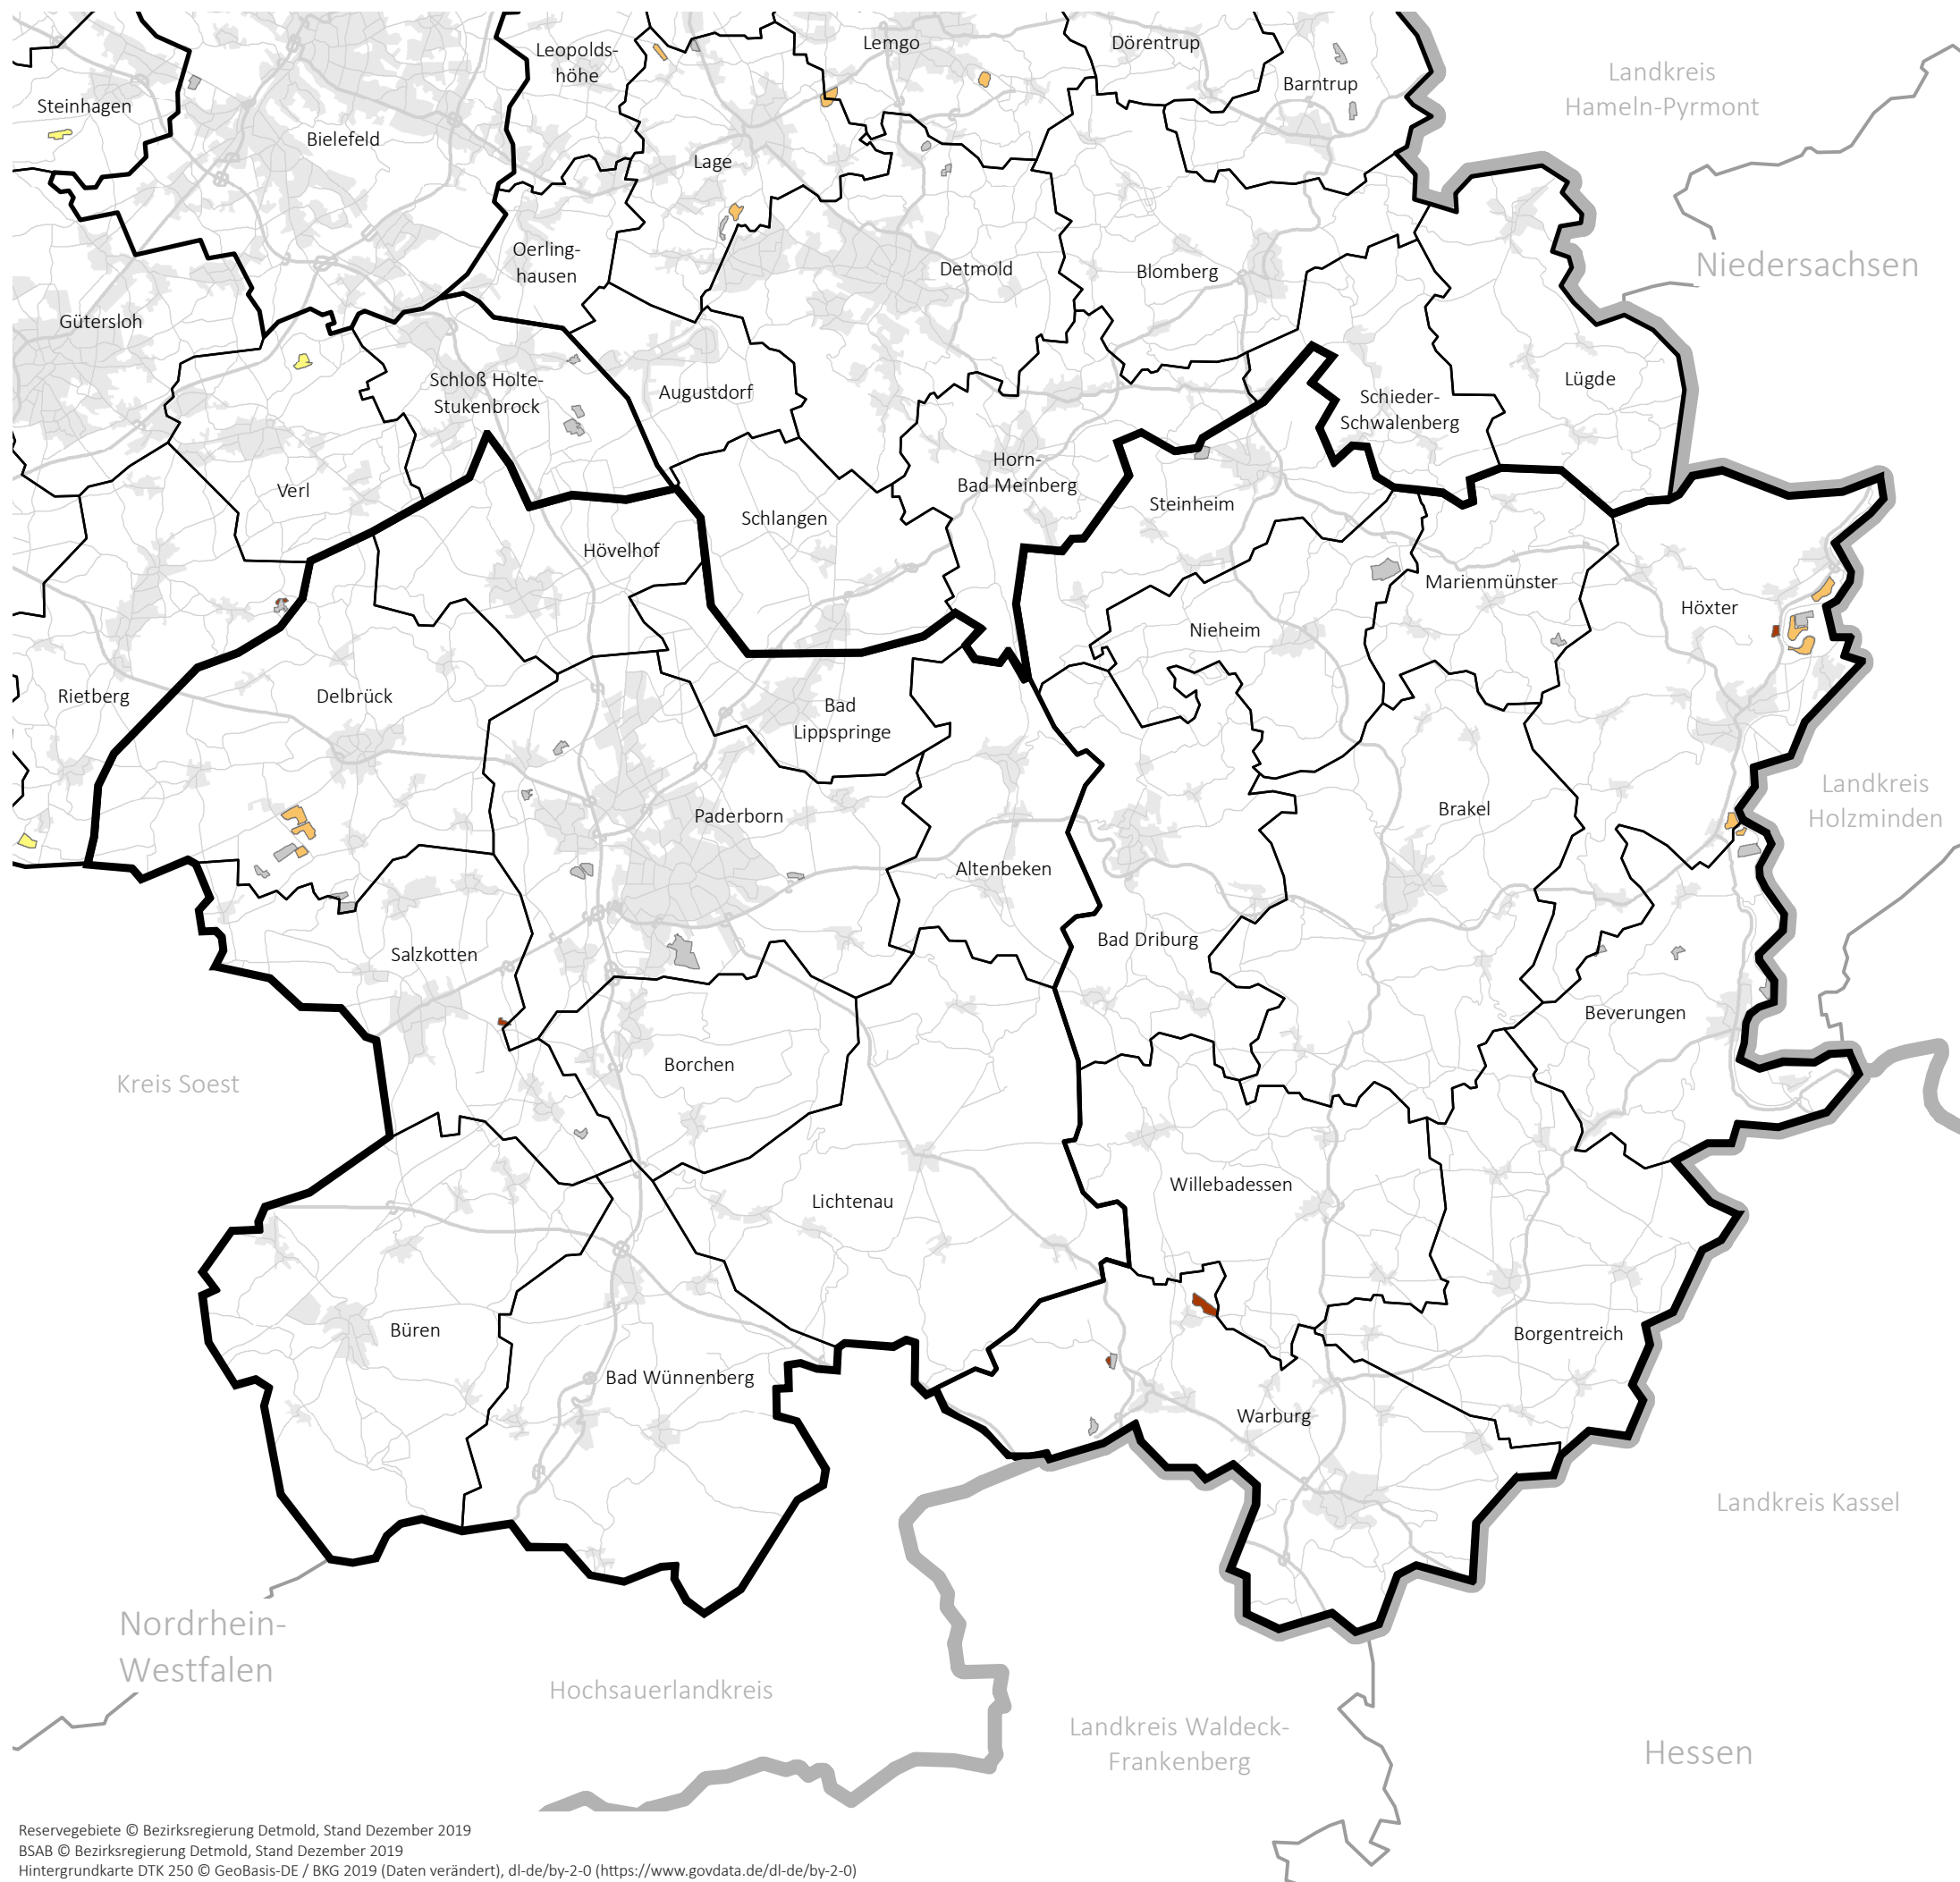 Leopolds-
höhe
Lemgo
Dörentrup
Landkreis
Hameln-Pyrmont
Barntrup
Steinhagen
Bielefeld
Lage
Oerling-
hausen
Detmold
Blomberg
Niedersachsen
Gütersloh
Schloß Holte-
Stukenbrock
Augustdorf
Lügde
Schieder-
Schwalenberg
Horn-
Bad Meinberg
Verl
Schlangen
Steinheim
Hövelhof
Marienmünster
Höxter
Nieheim
Rietberg
Delbrück
Bad
Lippspringe
Landkreis
Holzminden
Paderborn
Brakel
Altenbeken
Bad Driburg
Salzkotten
Beverungen
Borchen
Kreis Soest
Willebadessen
Lichtenau
Büren
Borgentreich
Bad Wünnenberg
Warburg
Landkreis Kassel
Nordrhein-
Westfalen
Hochsauerlandkreis
Landkreis Waldeck-
Frankenberg
Hessen
Reservegebiete © Bezirksregierung Detmold, Stand Dezember 2019
BSAB © Bezirksregierung Detmold, Stand Dezember 2019
Hintergrundkarte DTK 250 © GeoBasis-DE / BKG 2019 (Daten verändert), dl-de/by-2-0 (https://www.govdata.de/dl-de/by-2-0)